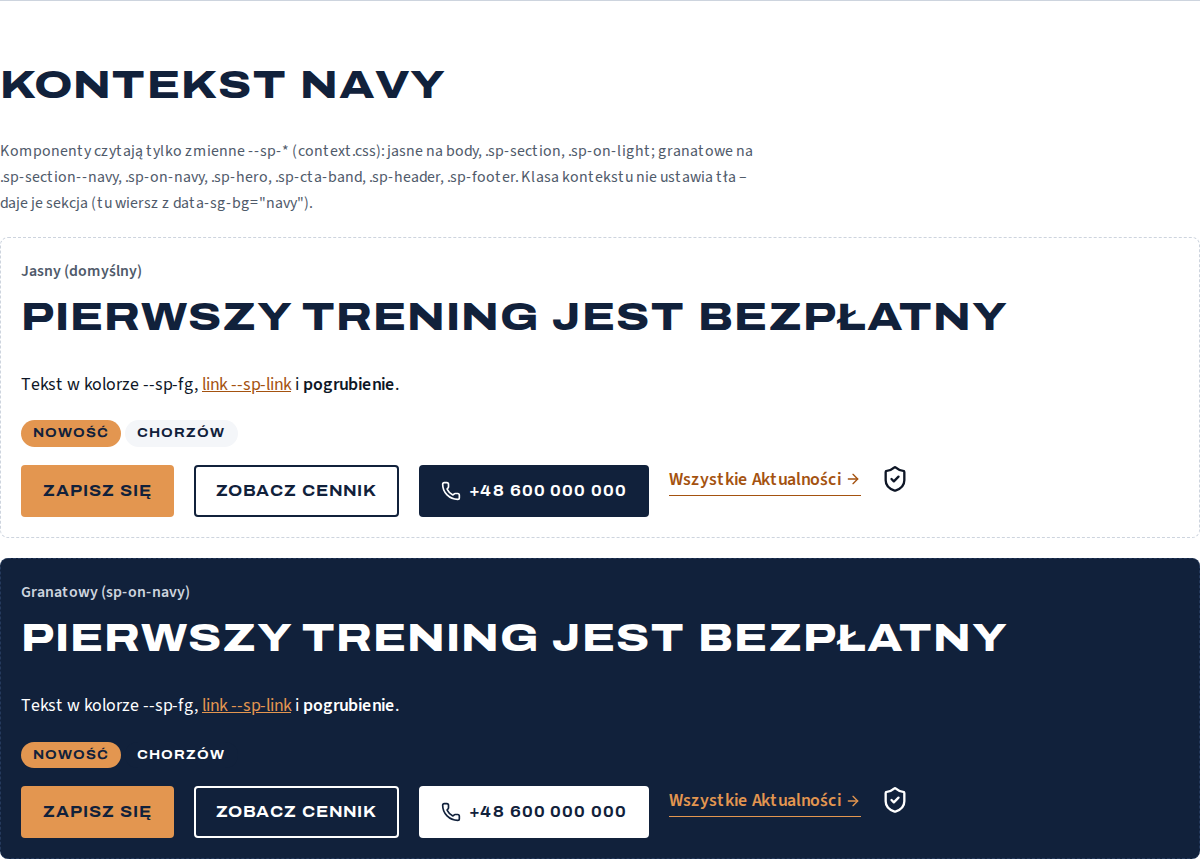 KONTEKST NAVY
Komponenty czytają tylko zmienne --sp-* (context.css): jasne na body, .sp-section, .sp-on-light; granatowe na
.sp-section--navy, .sp-on-navy, .sp-hero, .sp-cta-band, .sp-header, .sp-footer. Klasa kontekstu nie ustawia tła –
daje je sekcja (tu wiersz z data-sg-bg="navy").
Jasny (domyślny)
PIERWSZY TRENING JEST BEZPŁATNY
Tekst w kolorze --sp-fg, link --sp-link i pogrubienie.
NOWOŚĆ CHORZÓW
ZAPISZ SIĘ ZOBACZ CENNIK +48 600 000 000 Wszystkie Aktualności →
Granatowy (sp-on-navy)
PIERWSZY TRENING JEST BEZPŁATNY
Tekst w kolorze --sp-fg, link --sp-link i pogrubienie.
NOWOŚĆ CHORZÓW
ZAPISZ SIĘ ZOBACZ CENNIK +48 600 000 000 Wszystkie Aktualności →